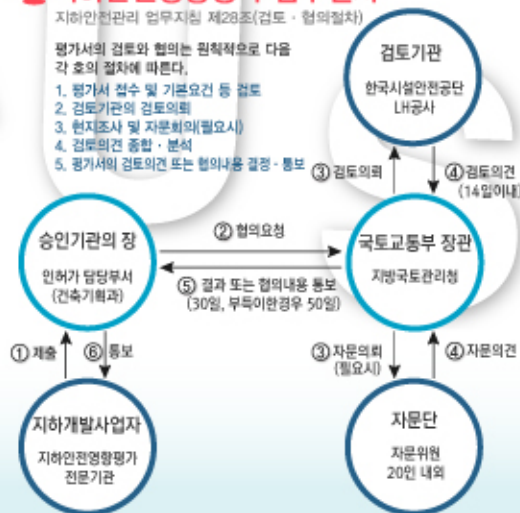 지하안전관리 업무지침 제28조(검토 · 협의절차)
평가서의 검토와 협의는 원칙적으로 다음
각 호의 절차에 따른다.
1. 평가서 접수 및 기본요건 등 검토
2. 검토기관의 검토의뢰
3. 현지조사 및 자문회의(필요시)
4. 검토의견 종합 · 분석
5. 평가서의 검토의견 또는 협의내용 결정 · 통보
검토기관
한국시설안전공단
LH공사
③ 검토의뢰
④ 검토의견
(14일이내)
승인기관의 장
인허가 담당부서
(건축기획과)
② 협의요청
⑤ 결과 또는 협의내용 통보
(30일, 부득이한경우 50일)
국토교통부 장관
지방국토관리청
① 제출
⑥ 통보
③ 자문의뢰
(필요시)
④ 자문의견
지하개발사업자
지하안전영향평가
전문기관
자문단
자문위원
20인 내외